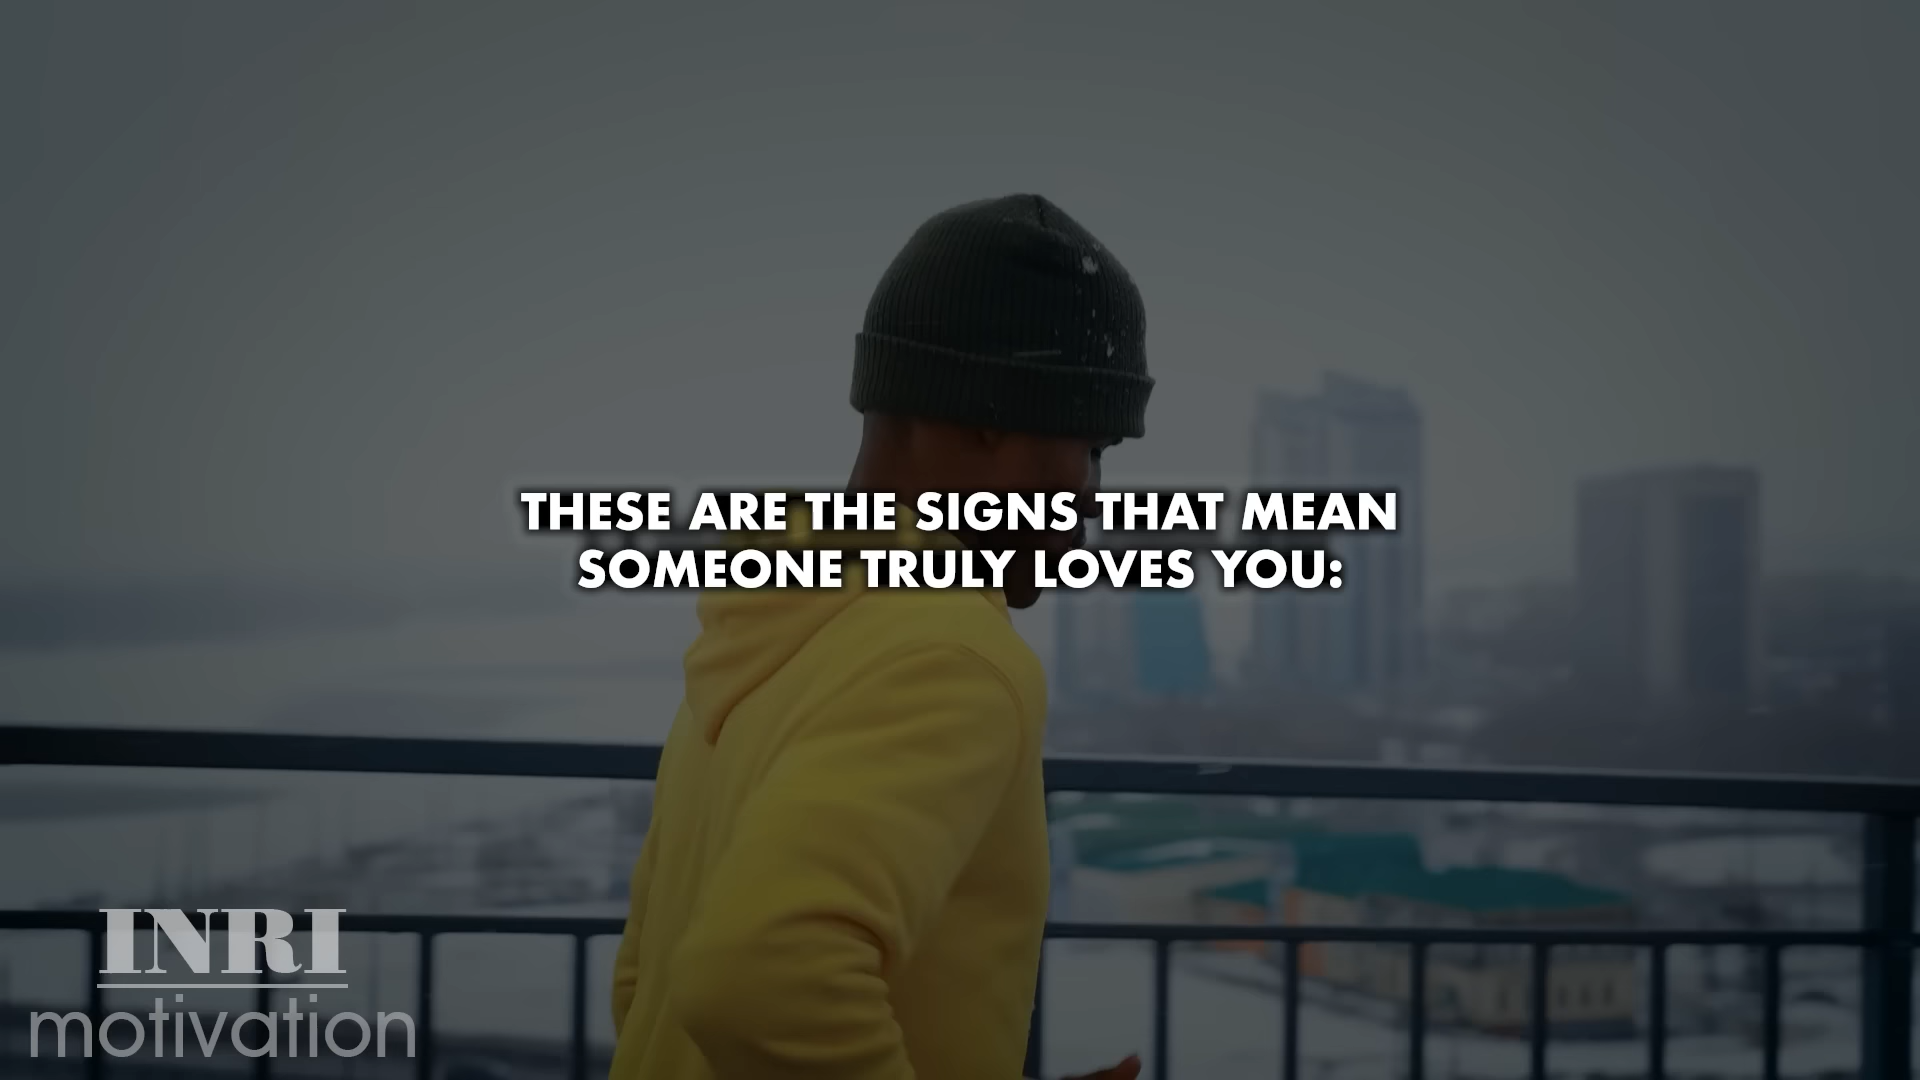 THESE ARE THE SIGNS THAT MEAN
SOMEONE TRULY LOVES YOU:
INRI
motivation